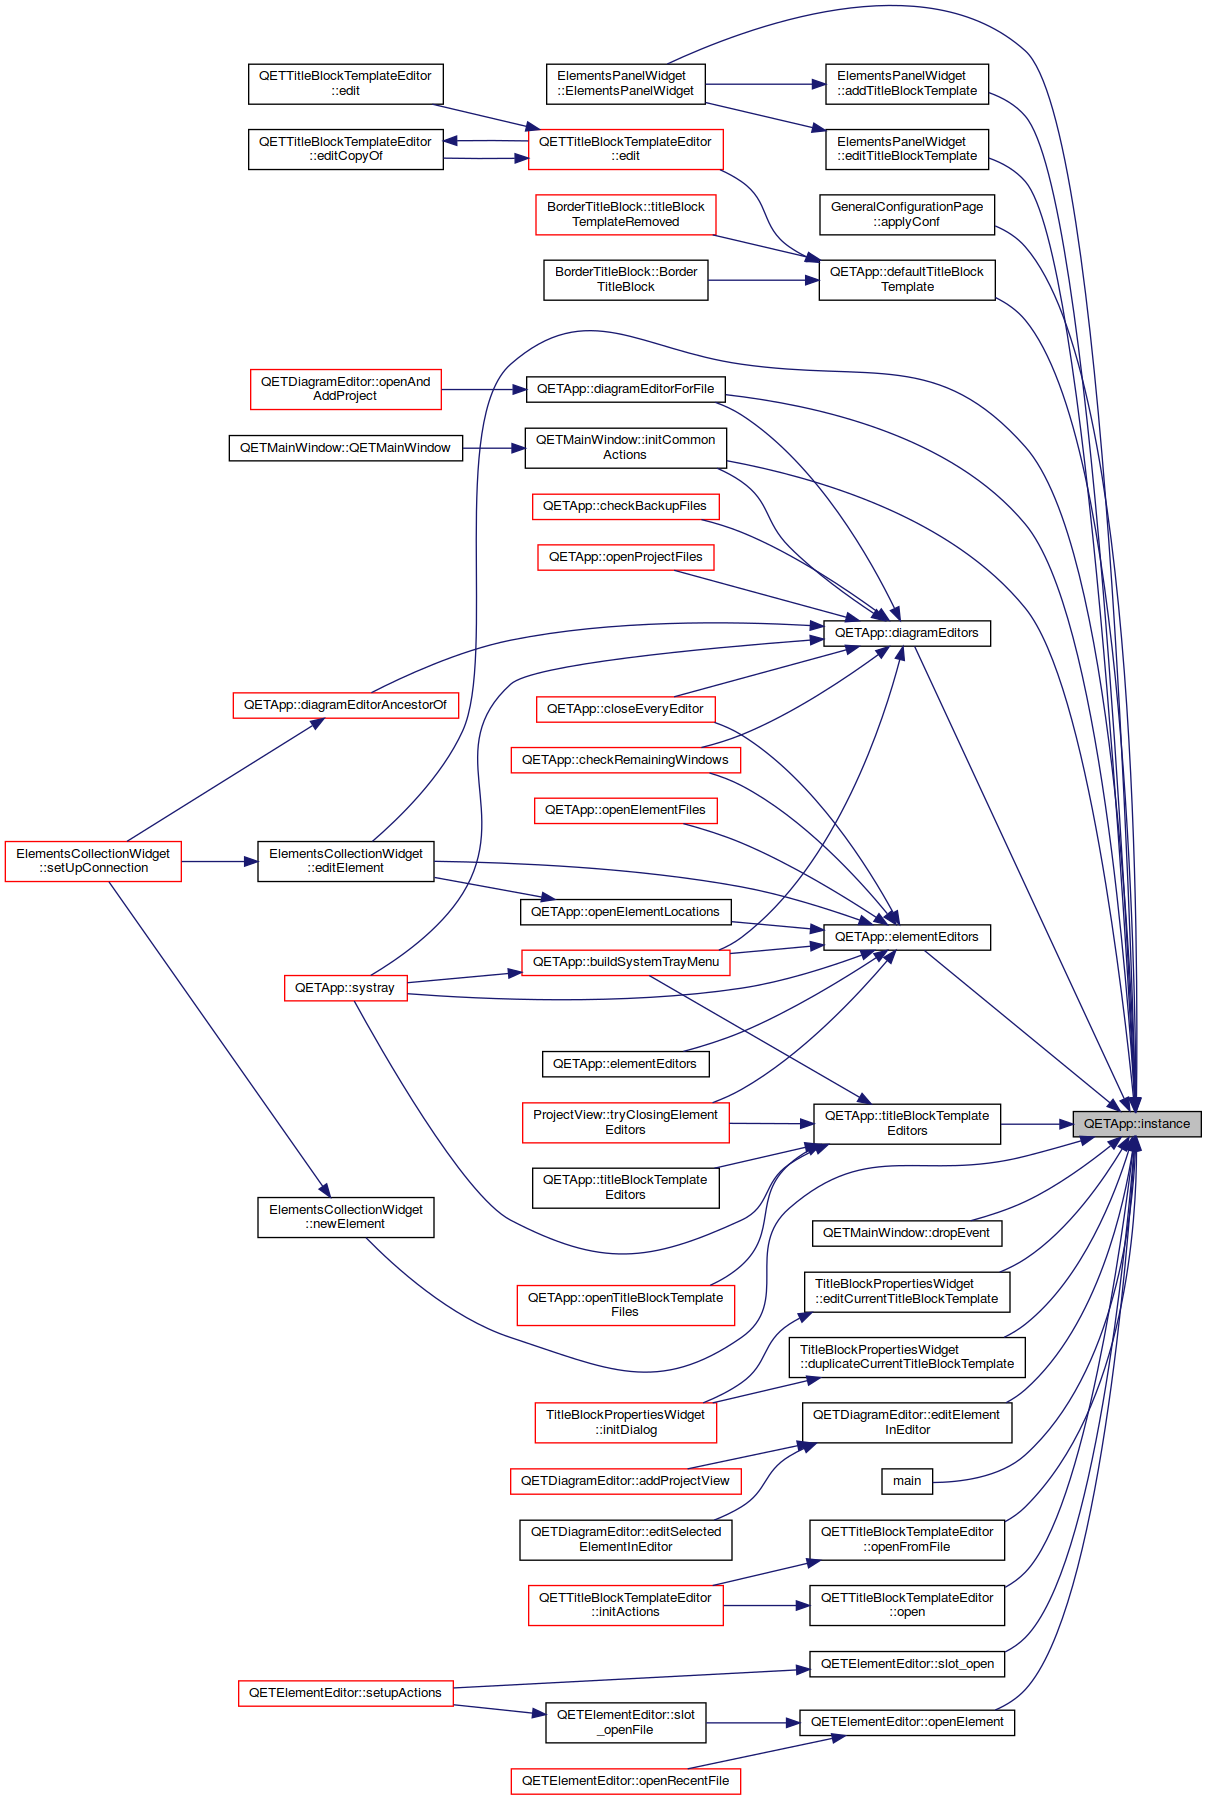 QETTitleBlockTemplateEditor
::edit
ElementsPanelWidget
::ElementsPanelWidget
ElementsPanelWidget
::addTitleBlockTemplate
QETTitleBlockTemplateEditor
::editCopyOf
QETTitleBlockTemplateEditor
::edit
ElementsPanelWidget
::editTitleBlockTemplate
BorderTitleBlock::titleBlock
TemplateRemoved
GeneralConfigurationPage
::applyConf
BorderTitleBlock::Border
TitleBlock
QETApp::defaultTitleBlock
Template
QETDiagramEditor::openAnd
AddProject
QETApp::diagramEditorForFile
QETMainWindow::QETMainWindow
QETMainWindow::initCommon
Actions
QETApp::checkBackupFiles
QETApp::openProjectFiles
QETApp::diagramEditors
QETApp::diagramEditorAncestorOf
QETApp::closeEveryEditor
QETApp::checkRemainingWindows
QETApp::openElementFiles
ElementsCollectionWidget
::setUpConnection
ElementsCollectionWidget
::editElement
QETApp::openElementLocations
QETApp::elementEditors
QETApp::buildSystemTrayMenu
QETApp::systray
QETApp::elementEditors
ProjectView::tryClosingElement
Editors
QETApp::titleBlockTemplate
Editors
QETApp::instance
QETApp::titleBlockTemplate
Editors
ElementsCollectionWidget
::newElement
QETMainWindow::dropEvent
QETApp::openTitleBlockTemplate
Files
TitleBlockPropertiesWidget
::editCurrentTitleBlockTemplate
TitleBlockPropertiesWidget
::duplicateCurrentTitleBlockTemplate
TitleBlockPropertiesWidget
::initDialog
QETDiagramEditor::editElement
InEditor
QETDiagramEditor::addProjectView
main
QETDiagramEditor::editSelected
ElementInEditor
QETTitleBlockTemplateEditor
::openFromFile
QETTitleBlockTemplateEditor
::initActions
QETTitleBlockTemplateEditor
::open
QETElementEditor::slot_open
QETElementEditor::setupActions
QETElementEditor::slot
_openFile
QETElementEditor::openElement
QETElementEditor::openRecentFile